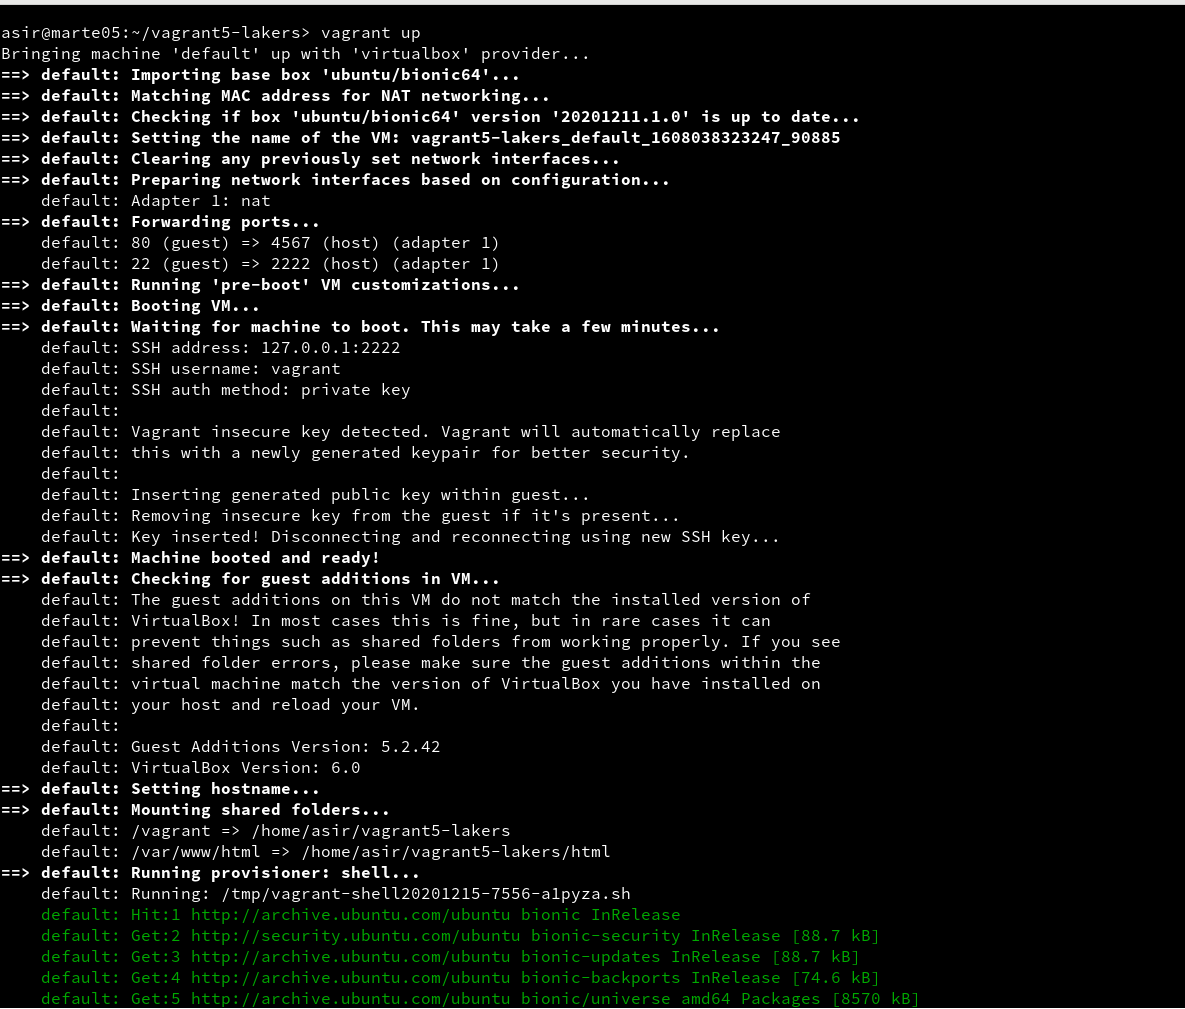 asir@marte05:~/vagrant5-lakers> vagrant up
Bringing machine 'default' up with 'virtualbox' provider...
==> default: Importing base box 'ubuntu/bionic64'...
==> default: Matching MAC address for NAT networking...
==> default: Checking if box 'ubuntu/bionic64' version '20201211.1.0' is up to date...
==> default: Setting the name of the VM: vagrant5-lakers_default_1608038323247_90885
==> default: Clearing any previously set network interfaces...
==> default: Preparing network interfaces based on configuration...
    default: Adapter 1: nat
==> default: Forwarding ports...
    default: 80 (guest) => 4567 (host) (adapter 1)
    default: 22 (guest) => 2222 (host) (adapter 1)
==> default: Running 'pre-boot' VM customizations...
==> default: Booting VM...
==> default: Waiting for machine to boot. This may take a few minutes...
    default: SSH address: 127.0.0.1:2222
    default: SSH username: vagrant
    default: SSH auth method: private key
    default:
    default: Vagrant insecure key detected. Vagrant will automatically replace
    default: this with a newly generated keypair for better security.
    default:
    default: Inserting generated public key within guest...
    default: Removing insecure key from the guest if it's present...
    default: Key inserted! Disconnecting and reconnecting using new SSH key...
==> default: Machine booted and ready!
==> default: Checking for guest additions in VM...
    default: The guest additions on this VM do not match the installed version of
    default: VirtualBox! In most cases this is fine, but in rare cases it can
    default: prevent things such as shared folders from working properly. If you see
    default: shared folder errors, please make sure the guest additions within the
    default: virtual machine match the version of VirtualBox you have installed on
    default: your host and reload your VM.
    default:
    default: Guest Additions Version: 5.2.42
    default: VirtualBox Version: 6.0
==> default: Setting hostname...
==> default: Mounting shared folders...
    default: /vagrant => /home/asir/vagrant5-lakers
    default: /var/www/html => /home/asir/vagrant5-lakers/html
==> default: Running provisioner: shell...
    default: Running: /tmp/vagrant-shell20201215-7556-a1pyza.sh
    default: Hit:1 http://archive.ubuntu.com/ubuntu bionic InRelease
    default: Get:2 http://security.ubuntu.com/ubuntu bionic-security InRelease [88.7 kB]
    default: Get:3 http://archive.ubuntu.com/ubuntu bionic-updates InRelease [88.7 kB]
    default: Get:4 http://archive.ubuntu.com/ubuntu bionic-backports InRelease [74.6 kB]
    default: Get:5 http://archive.ubuntu.com/ubuntu bionic/universe amd64 Packages [8570 kB]